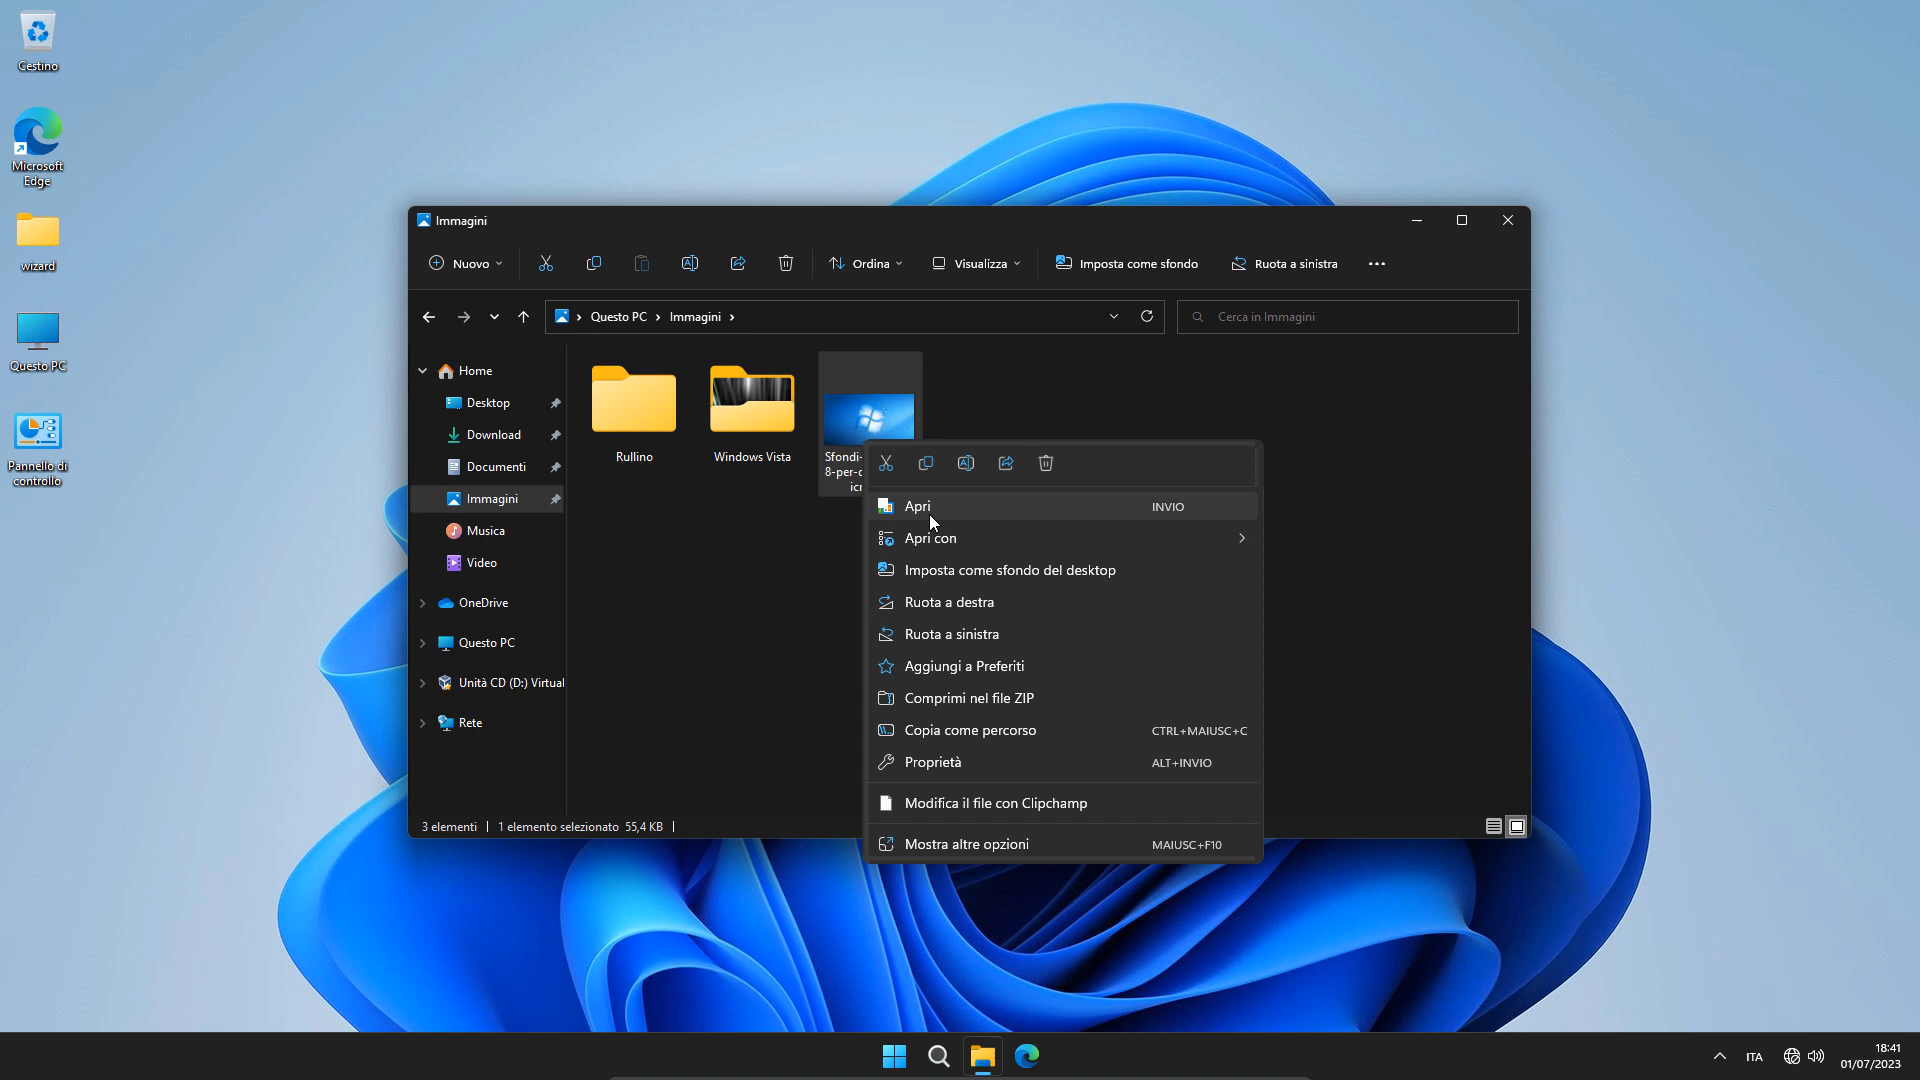 Cestino
Microsoft
Edge
wizard
Questo PC
Pannello di
controllo
Immagini
Nuovo
Ordina
Visualizza
Imposta come sfondo
Ruota a sinistra
Questo PC
Immagini
Cerca in Immagini
Home
Desktop
Download
Documenti
Immagini
Musica
Video
OneDrive
Questo PC
Unità CD (D:) Virtual
Rete
Rullino
Windows Vista
Sfondi-
8-per-
Apri INVIO
Apri con
Imposta come sfondo del desktop
Ruota a destra
Ruota a sinistra
Aggiungi a Preferiti
Comprimi nel file ZIP
Copia come percorso CTRL+MAIUSC+C
Proprietà ALT+INVIO
Modifica il file con Clipchamp
Mostra altre opzioni MAIUSC+F10
3 elementi
1 elemento selezionato 55,4 KB
ITA
18:41
01/07/2023